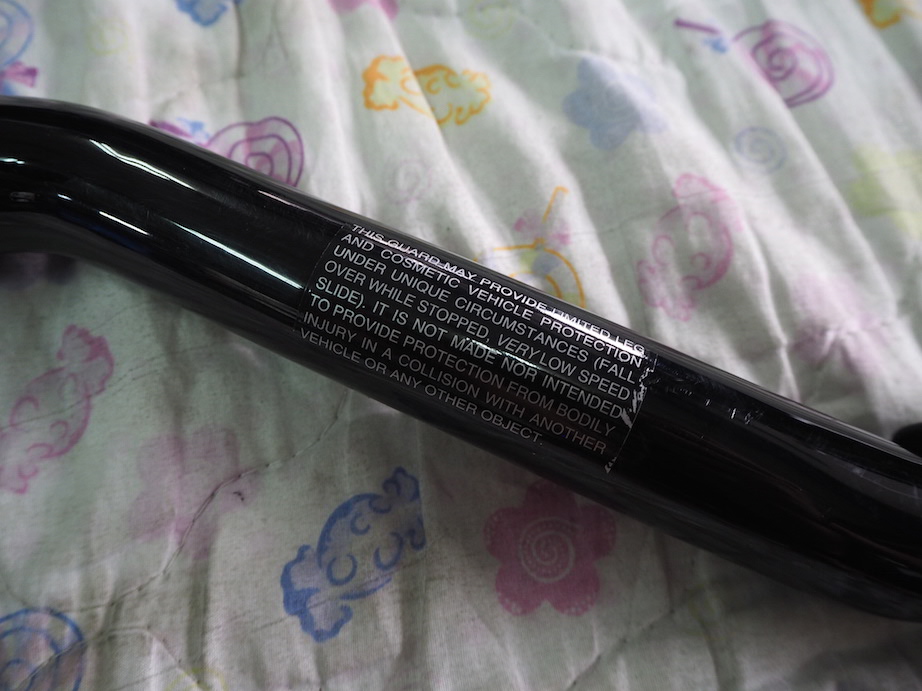 THIS GUARD MAY PROVIDE LIMITED LEG
AND COSMETIC VEHICLE PROTECTION
UNDER UNIQUE CIRCUMSTANCES (FALL
OVER WHILE STOPPED, VERY LOW SPEED
SLIDE). IT IS NOT MADE NOR INTENDED
TO PROVIDE PROTECTION FROM BODILY
INJURY IN A COLLISION WITH ANOTHER
VEHICLE OR ANY OTHER OBJECT.